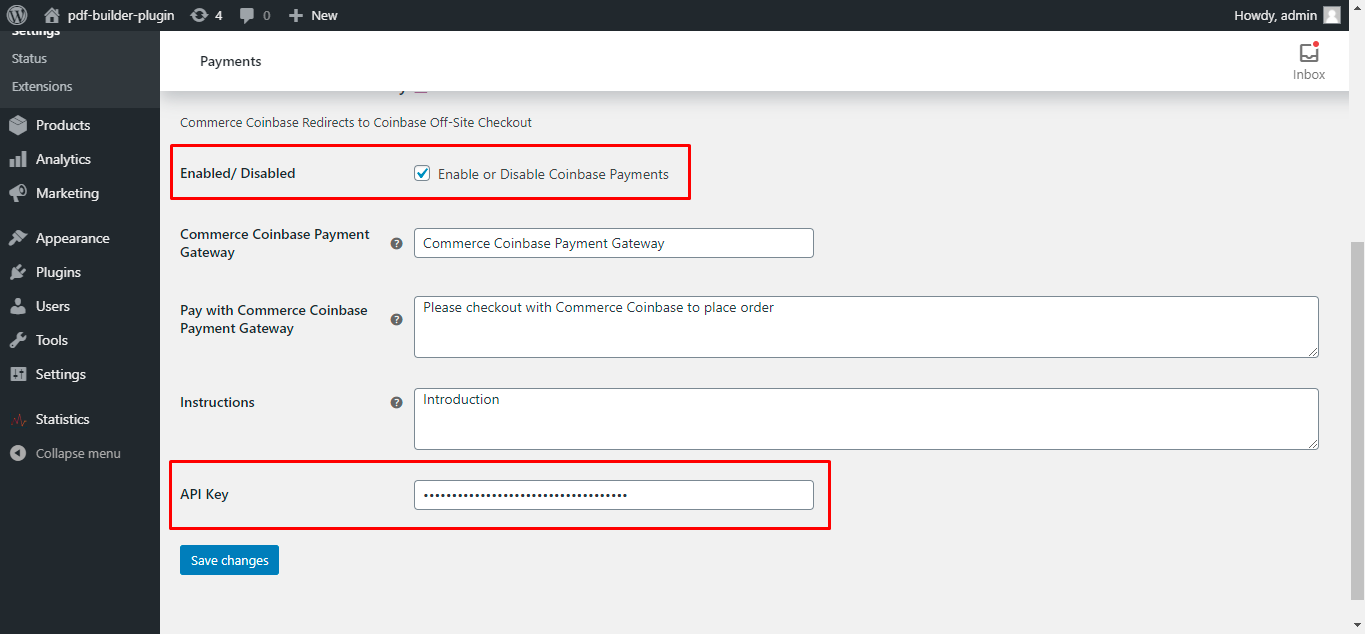 pdf-builder-plugin 4 0 New Howdy, admin
Settings
Status
Extensions
Products
Analytics
Marketing
Appearance
Plugins
Users
Tools
Settings
Statistics
Collapse menu
Payments
Inbox
Commerce Coinbase Redirects to Coinbase Off-Site Checkout
Enabled/ Disabled Enable or Disable Coinbase Payments
Commerce Coinbase Payment
Gateway
Commerce Coinbase Payment Gateway
Pay with Commerce Coinbase
Payment Gateway
Please checkout with Commerce Coinbase to place order
Instructions
Introduction
API Key
Save changes